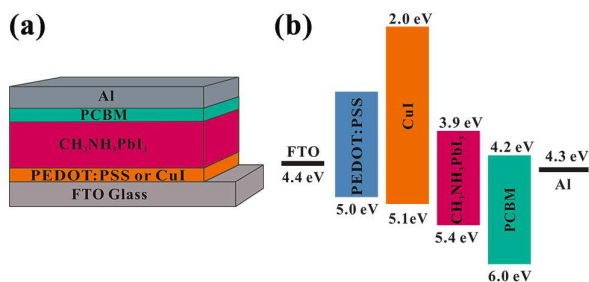 (a)
Al
PCBM
CH₃NH₃PbI₃
PEDOT:PSS or CuI
FTO Glass
(b)
2.0 eV
FTO
4.4 eV
PEDOT:PSS
5.0 eV
CuI
5.1eV
3.9 eV
CH₃NH₃PbI₃
5.4 eV
4.2 eV
PCBM
6.0 eV
4.3 eV
Al